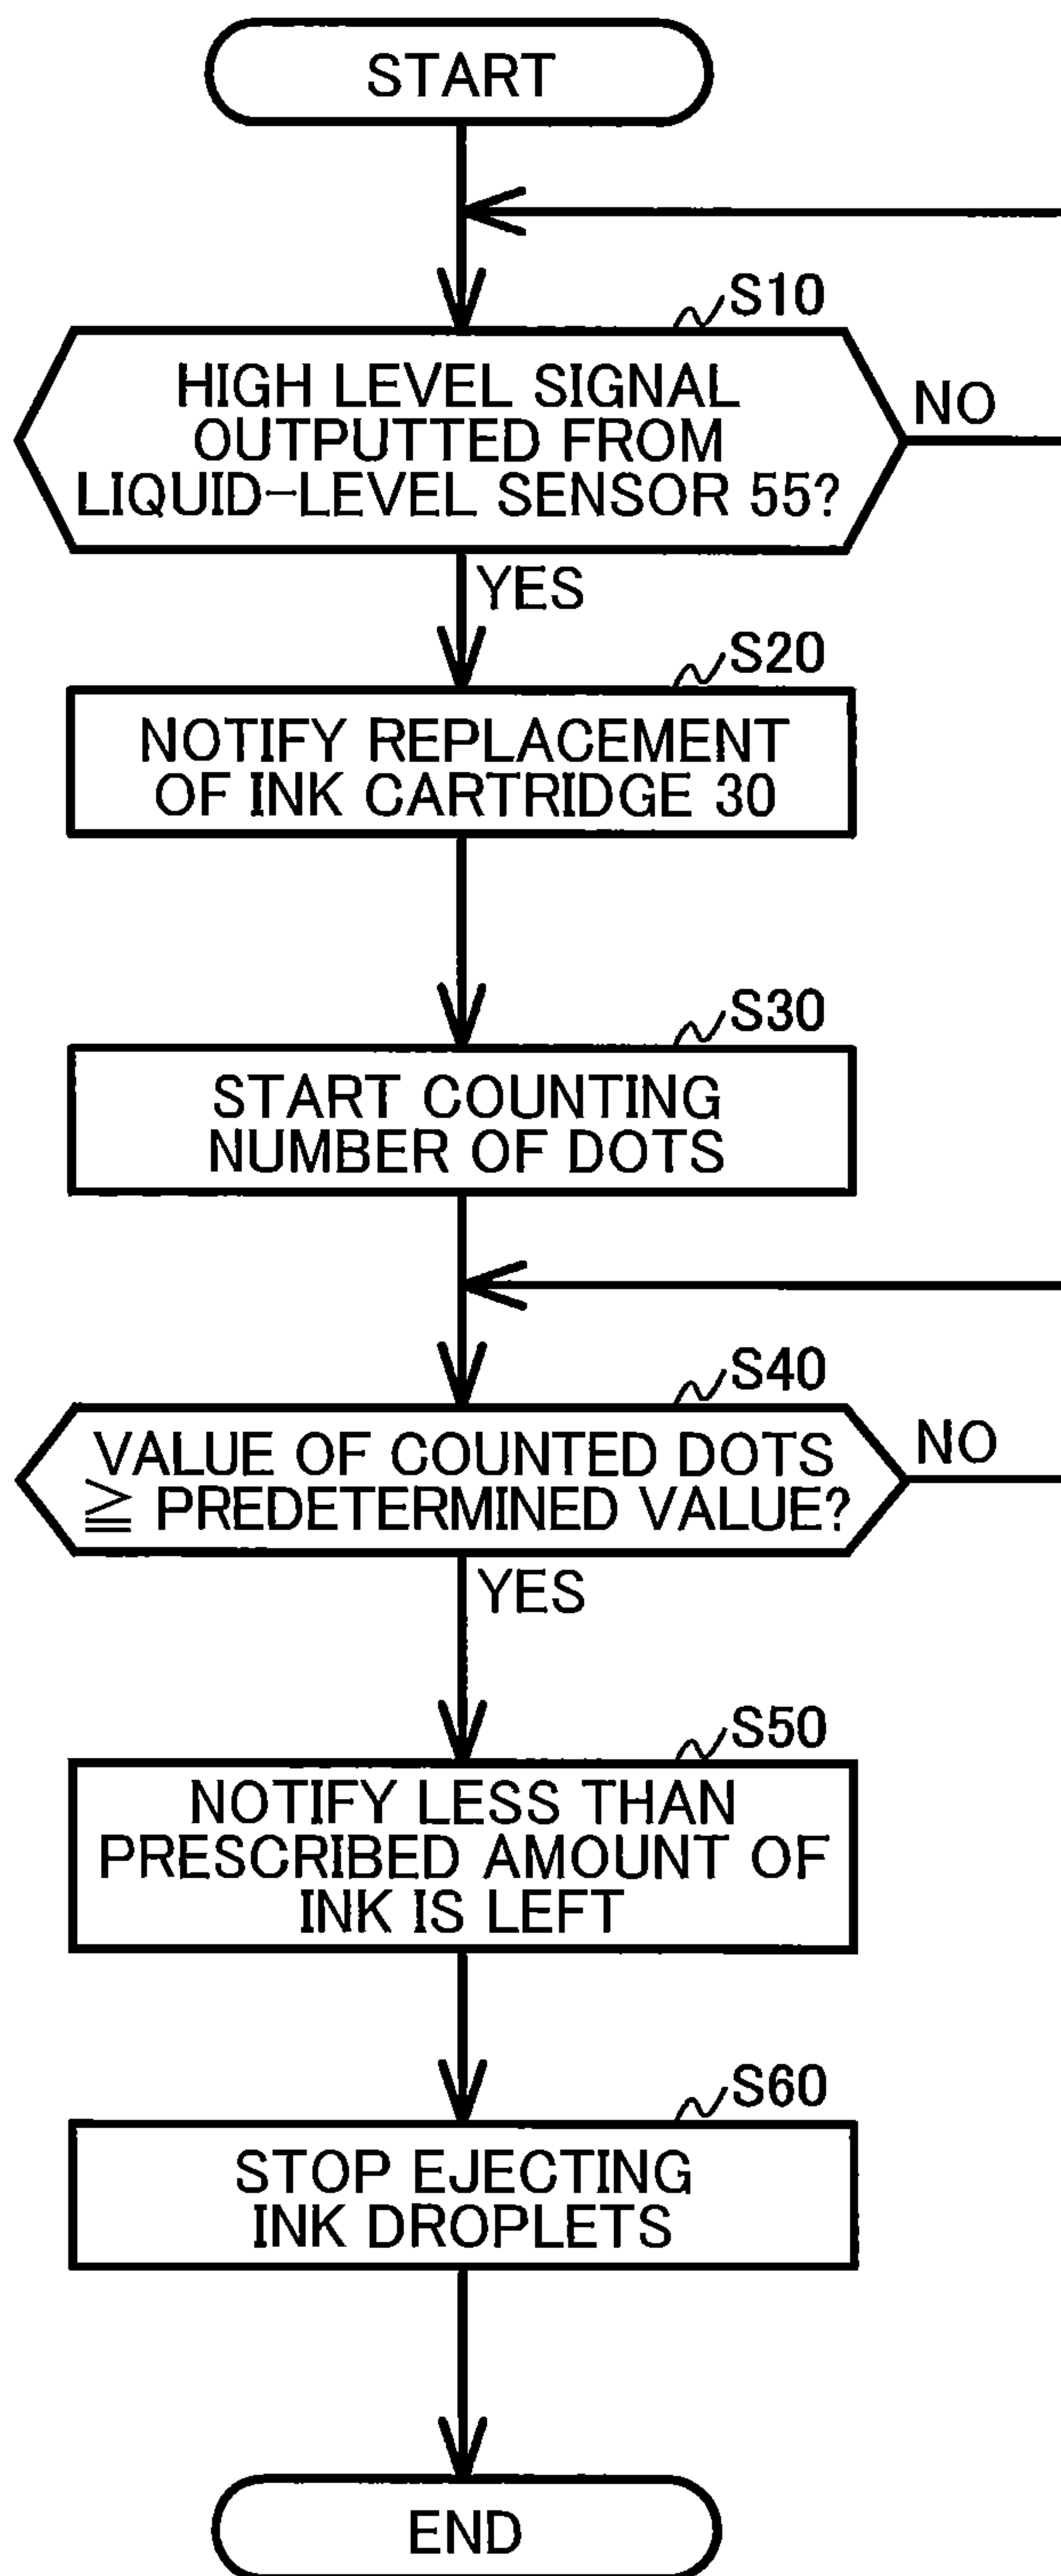 START
S10
HIGH LEVEL SIGNAL
OUTPUTTED FROM
LIQUID-LEVEL SENSOR 55?
NO
YES
S20
NOTIFY REPLACEMENT
OF INK CARTRIDGE 30
S30
START COUNTING
NUMBER OF DOTS
S40
VALUE OF COUNTED DOTS
≧ PREDETERMINED VALUE?
NO
YES
S50
NOTIFY LESS THAN
PRESCRIBED AMOUNT OF
INK IS LEFT
S60
STOP EJECTING
INK DROPLETS
END